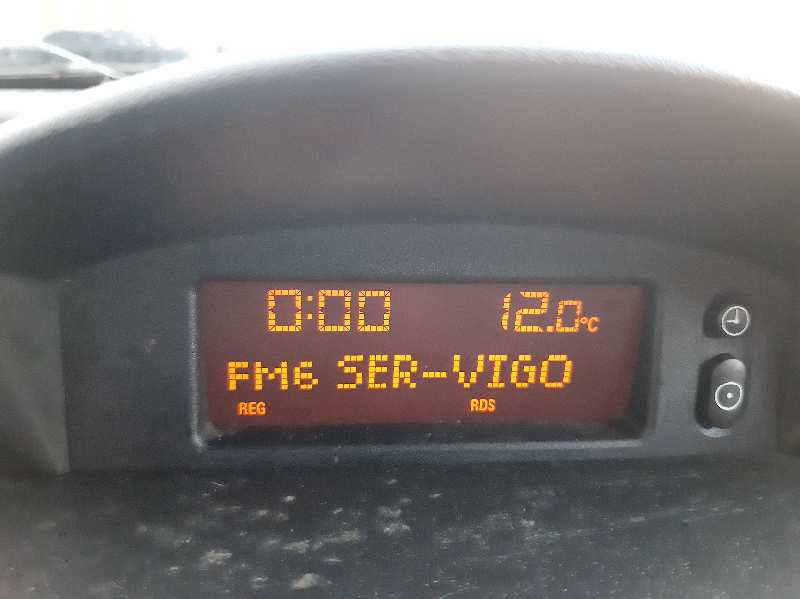 0:00 12.0°C
FM6 SER-VIGO
REG RDS